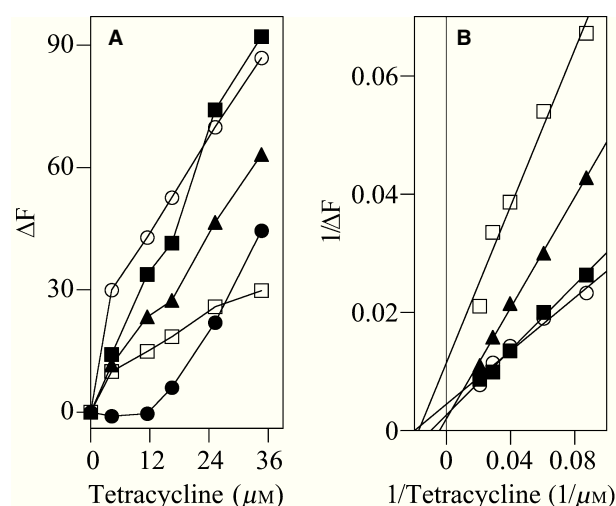 A
90
60
30
0
ΔF
0 12 24 36
Tetracycline (μM)
B
0.06
0.04
0.02
0
1/ΔF
0 0.04 0.08
1/Tetracycline (1/μM)